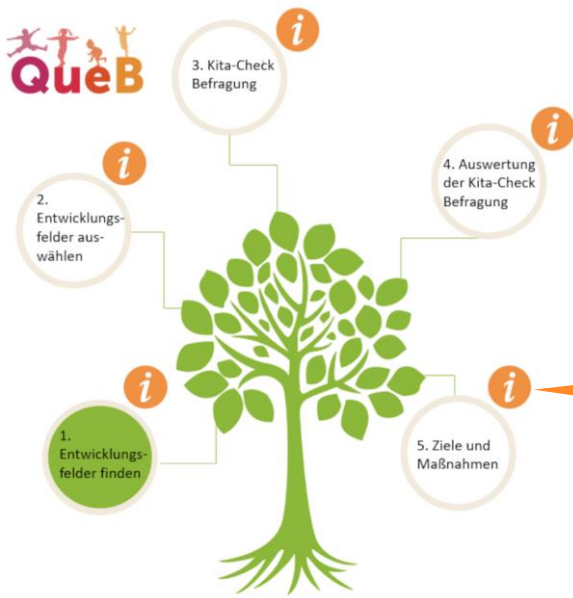 QueB
i
3. Kita-Check
Befragung
i
2.
Entwicklungs-
felder aus-
wählen
i
4. Auswertung
der Kita-Check
Befragung
i
1.
Entwicklungs-
felder finden
i
5. Ziele und
Maßnahmen